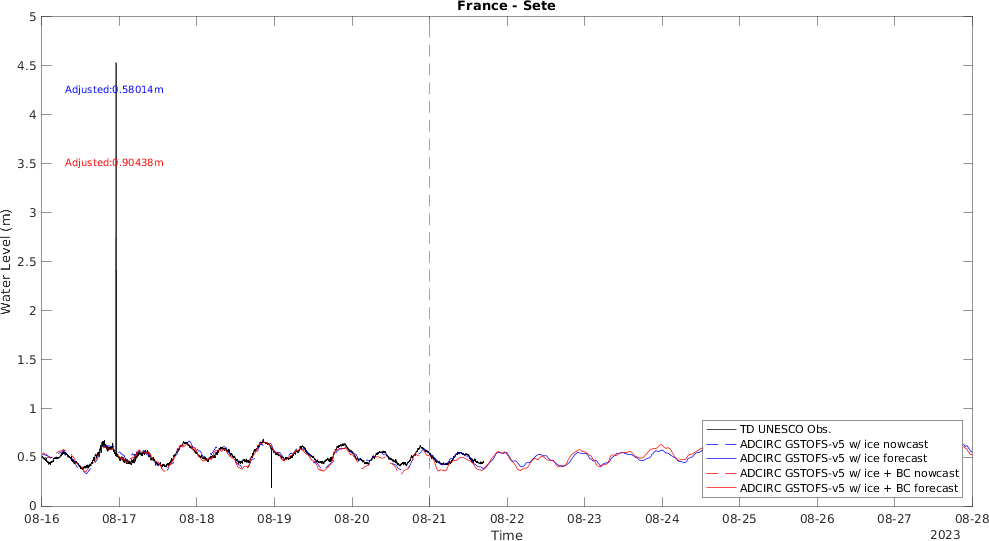 France - Sete
5
4.5
4
3.5
3
2.5
2
1.5
1
0.5
0
Water Level (m)
Adjusted:0.58014m
Adjusted:0.90438m
TD UNESCO Obs.
ADCIRC GSTOFS-v5 w/ ice nowcast
ADCIRC GSTOFS-v5 w/ ice forecast
ADCIRC GSTOFS-v5 w/ ice + BC nowcast
ADCIRC GSTOFS-v5 w/ ice + BC forecast
08-16 08-17 08-18 08-19 08-20 08-21 08-22 08-23 08-24 08-25 08-26 08-27 08-28
Time
2023